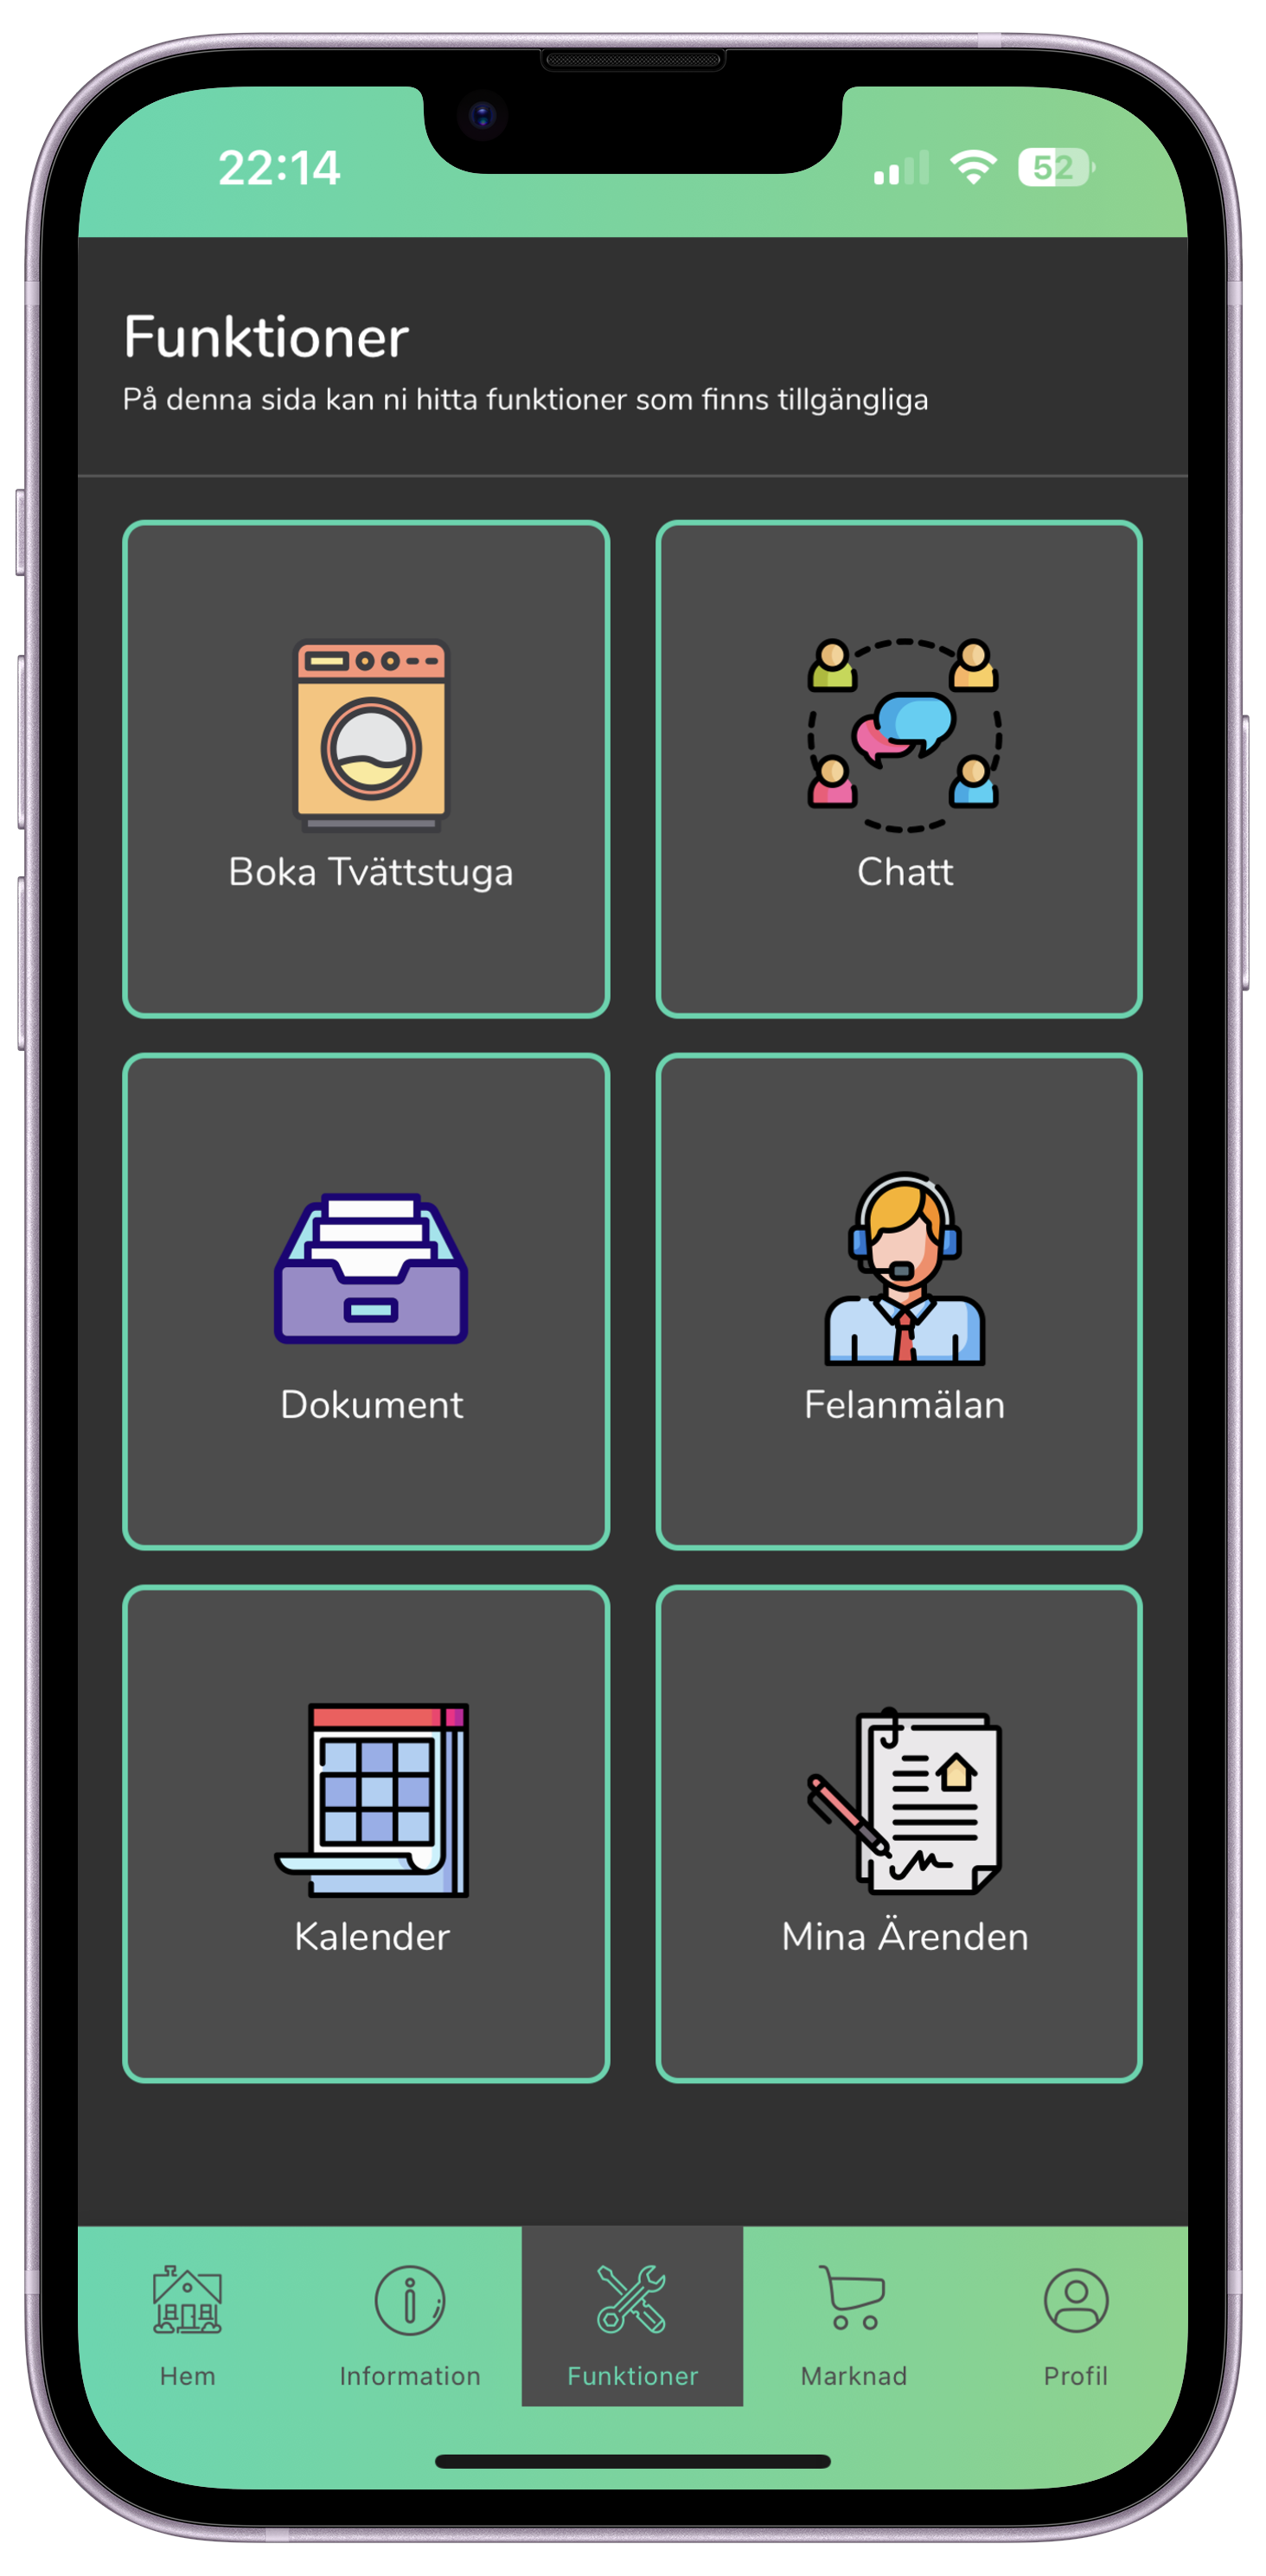 22:14
52
Funktioner
På denna sida kan ni hitta funktioner som finns tillgängliga
Boka Tvättstuga
Chatt
Dokument
Felanmälan
Kalender
Mina Ärenden
Hem
Information
Funktioner
Marknad
Profil